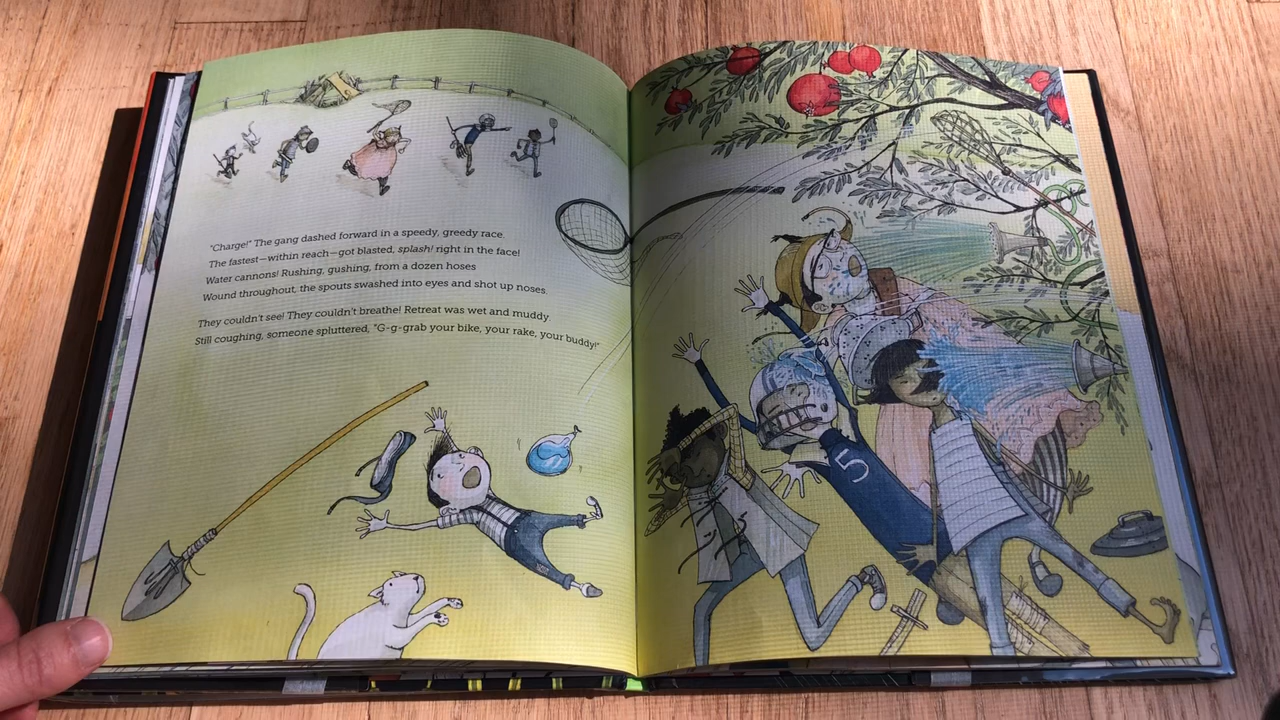 "Charge!" The gang dashed forward in a speedy, greedy race.
The fastest—within reach—got blasted, splash! right in the face!
Water cannons! Rushing, gushing, from a dozen hoses
Wound throughout, the spouts swashed into eyes and shot up noses.
They couldn't see! They couldn't breathe! Retreat was wet and muddy
Still coughing, someone spluttered, "G-g-grab your bike, your rake, your buddy!"
5